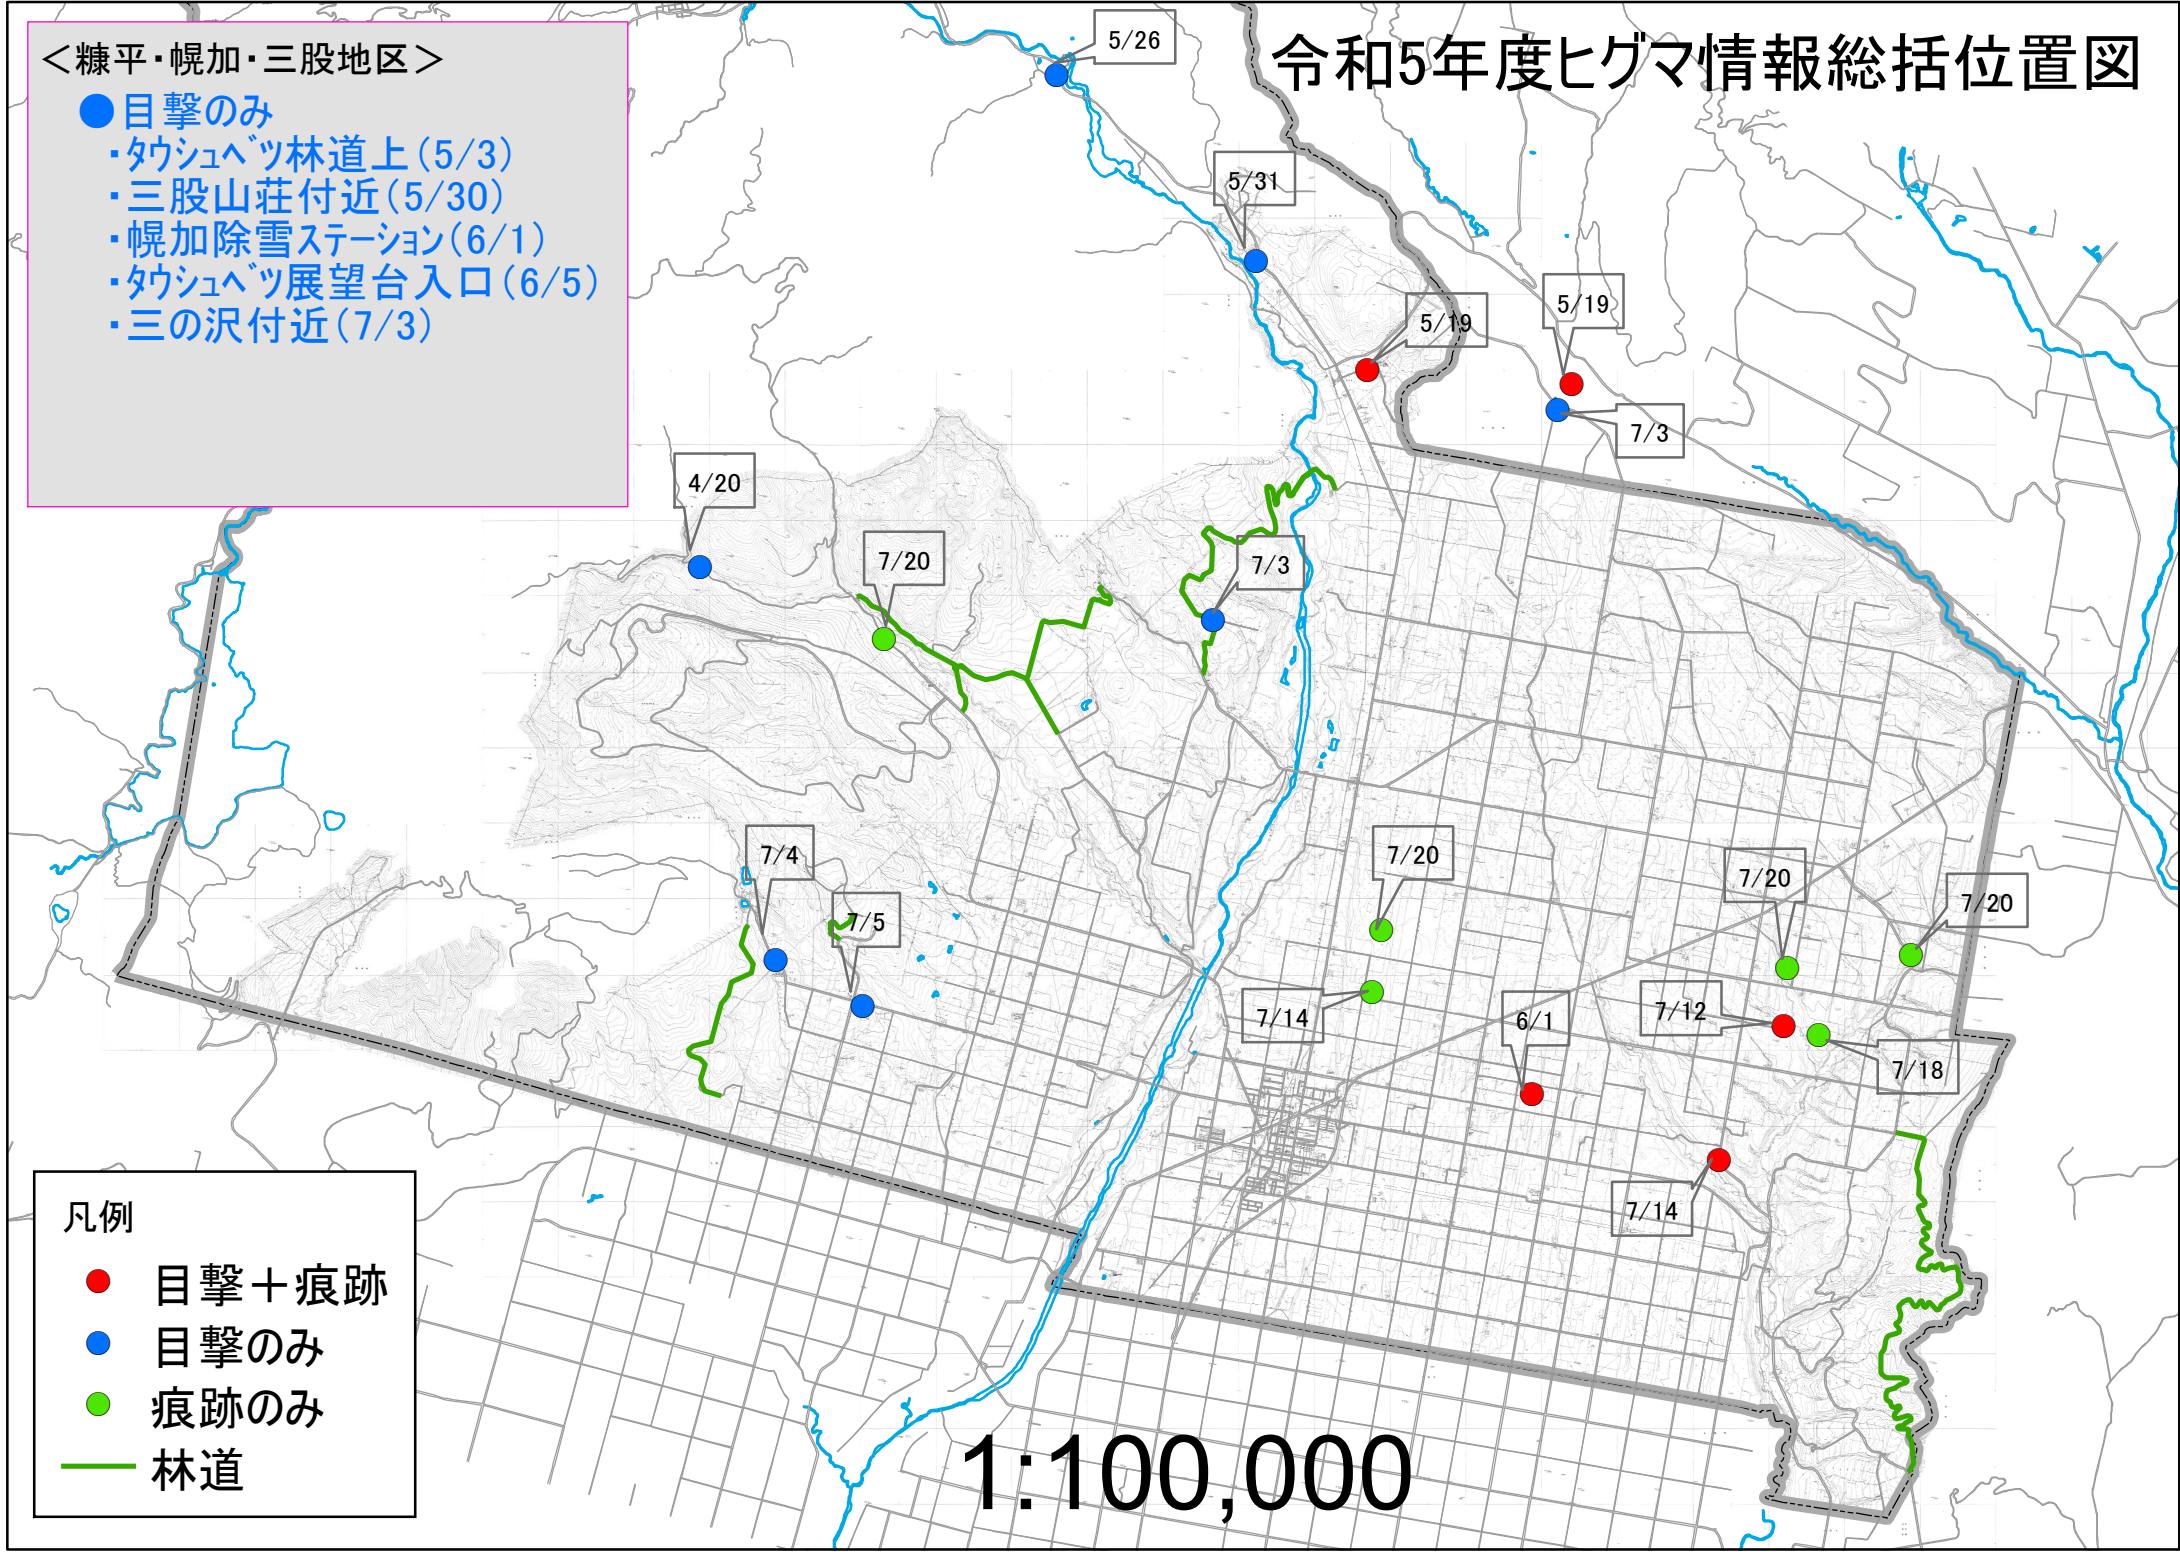 令和5年度ヒグマ情報総括位置図
＜糠平・幌加・三股地区＞
●目撃のみ
・ﾀｳｼｭﾍﾞﾂ林道上(5/3)
・三股山荘付近(5/30)
・幌加除雪ｽﾃｰｼｮﾝ(6/1)
・ﾀｳｼｭﾍﾞﾂ展望台入口(6/5)
・三の沢付近(7/3)
5/26
5/31
5/19
5/19
7/3
4/20
7/20
7/3
7/4
7/5
7/20
7/20
7/20
7/14
6/1
7/12
7/18
7/14
凡例
目撃＋痕跡
目撃のみ
痕跡のみ
林道
1:100,000